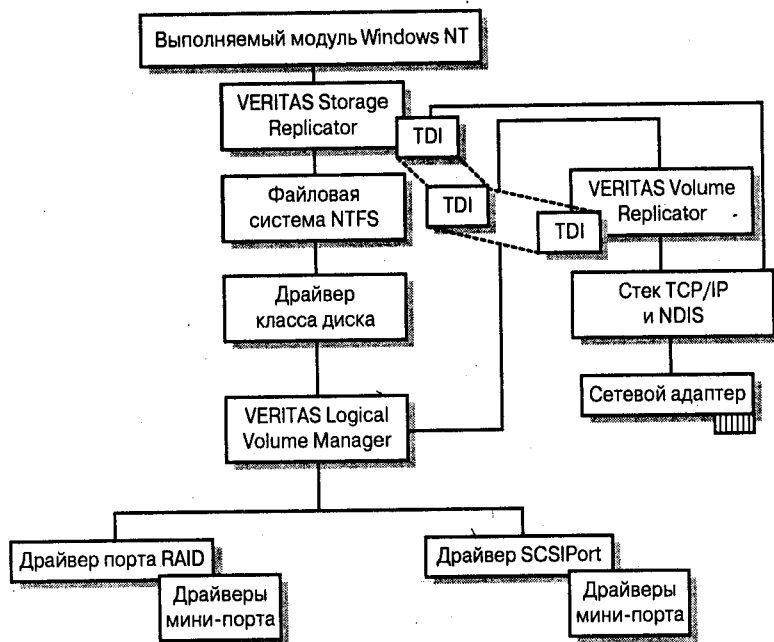 Выполняемый модуль Windows NT
VERITAS Storage
Replicator
TDI
TDI
TDI
VERITAS Volume
Replicator
Файловая
система NTFS
Драйвер
класса диска
Стек TCP/IP
и NDIS
Сетевой адаптер
VERITAS Logical
Volume Manager
Драйвер порта RAID
Драйверы
мини-порта
Драйвер SCSIPort
Драйверы
мини-порта